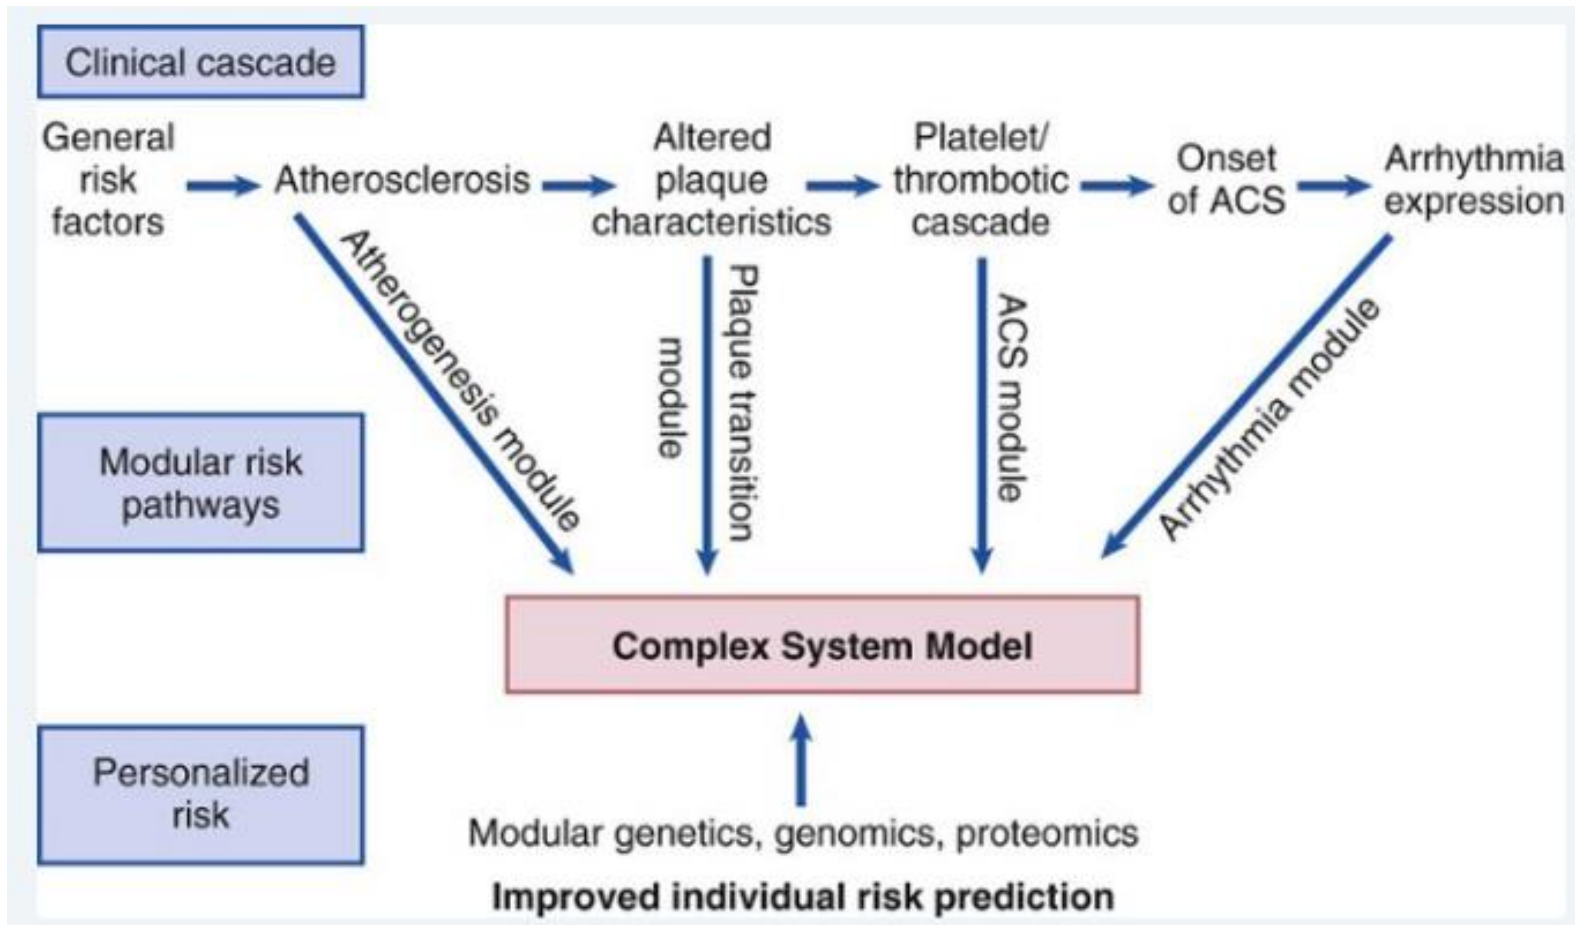 Clinical cascade
General
risk
factors
Atherosclerosis
Altered
plaque
characteristics
Platelet/
thrombotic
cascade
Onset
of ACS
Arrhythmia
expression
Atherogenesis module
Plaque transition
module
ACS module
Arrhythmia module
Modular risk
pathways
Complex System Model
Personalized
risk
Modular genetics, genomics, proteomics
Improved individual risk prediction